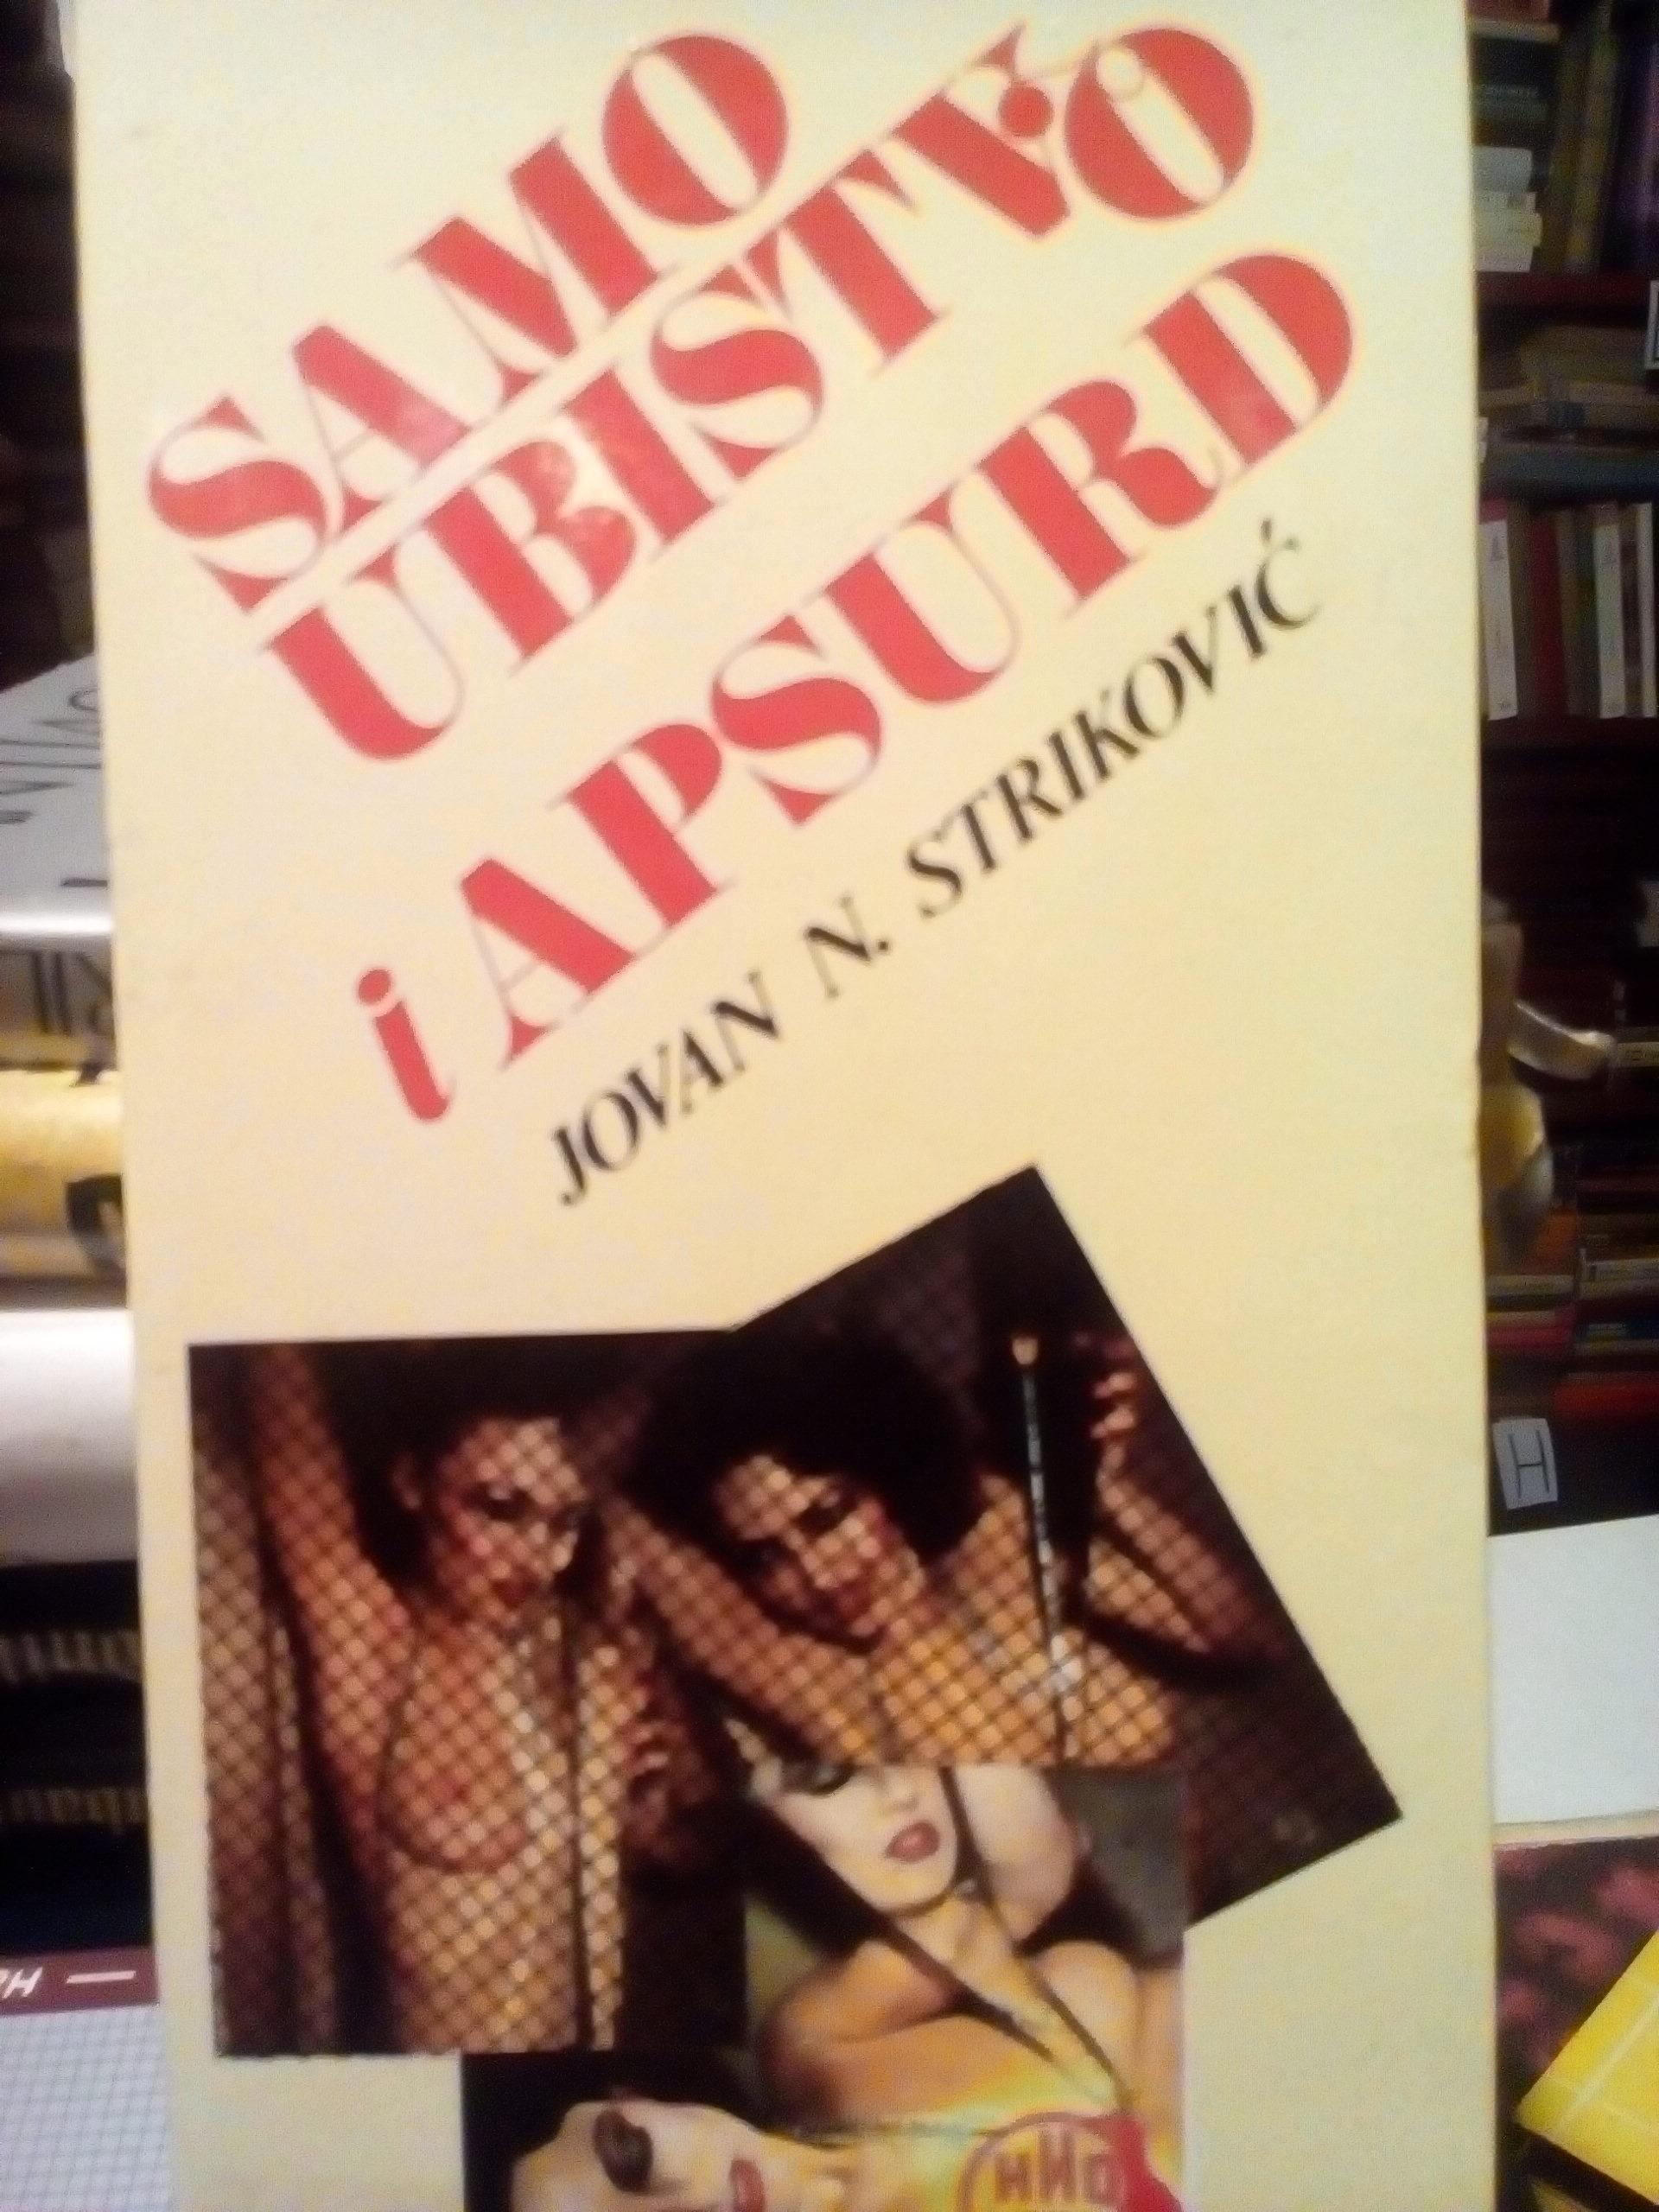 SAMO
UBISTVO
i APSURD
JOVAN N. STRIKOVIĆ
H